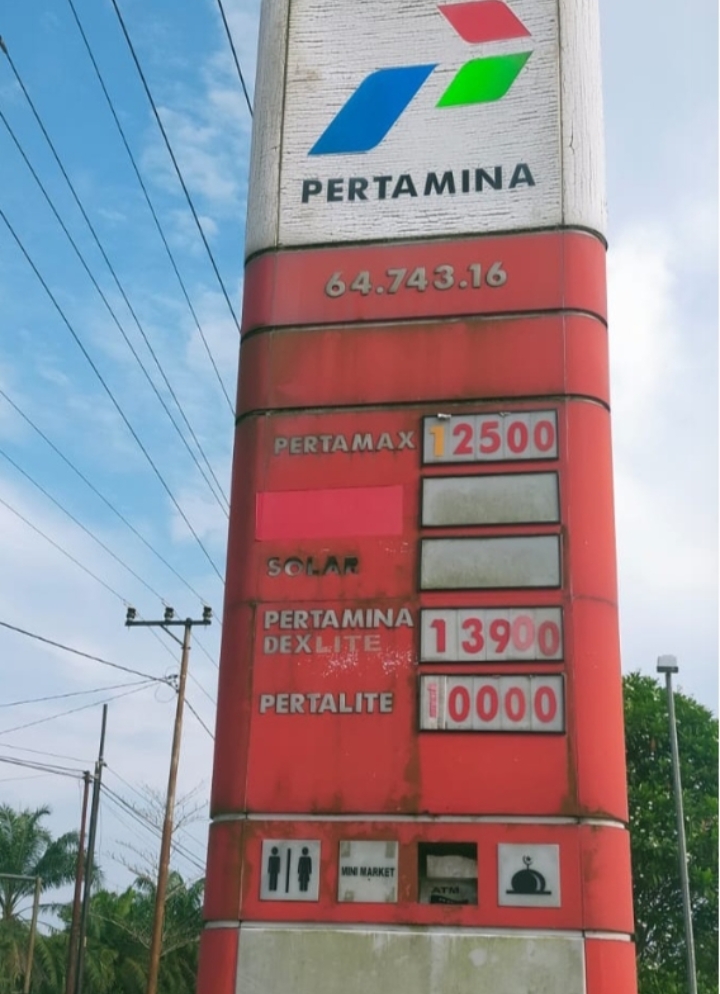 PERTAMINA
64.743.16
PERTAMAX 12500
SOLAR
PERTAMINA
DEXLITE 13900
PERTALITE 0000
MINI MARKET
ATM